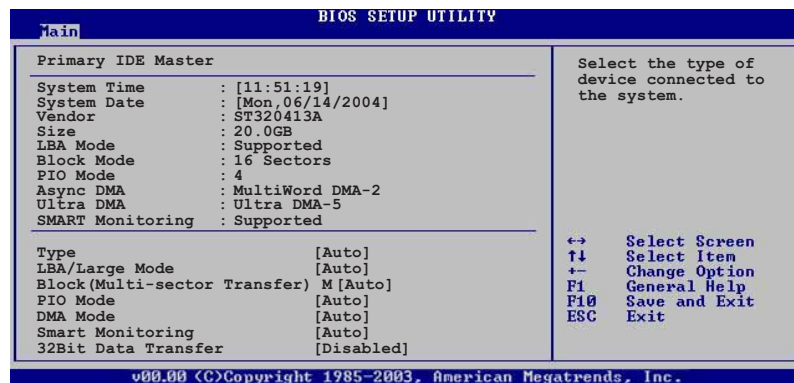 BIOS SETUP UTILITY
Main
Primary IDE Master
System Time : [11:51:19]
System Date : [Mon,06/14/2004]
Vendor : ST320413A
Size : 20.0GB
LBA Mode : Supported
Block Mode : 16 Sectors
PIO Mode : 4
Async DMA : MultiWord DMA-2
Ultra DMA : Ultra DMA-5
SMART Monitoring : Supported
Type [Auto]
LBA/Large Mode [Auto]
Block(Multi-sector Transfer) M[Auto]
PIO Mode [Auto]
DMA Mode [Auto]
Smart Monitoring [Auto]
32Bit Data Transfer [Disabled]
Select the type of
device connected to
the system.
←→ Select Screen
↑↓ Select Item
+- Change Option
F1 General Help
F10 Save and Exit
ESC Exit
v00.00 (C)Copyright 1985-2003, American Megatrends, Inc.